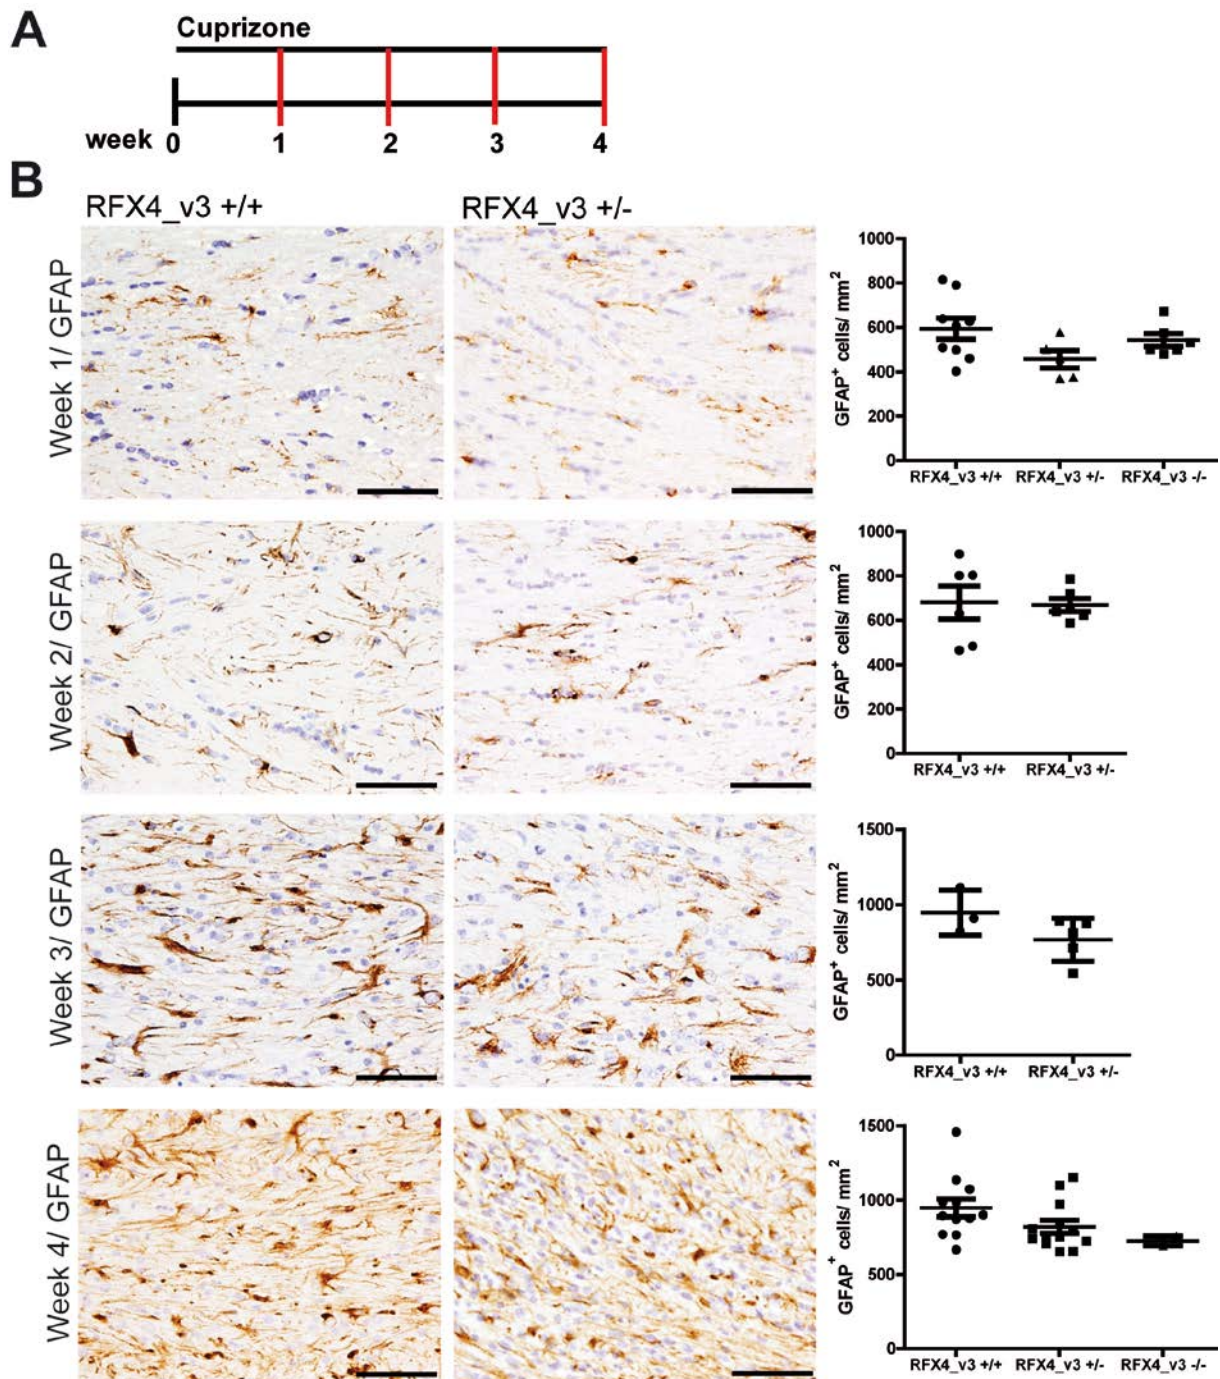 A
Cuprizone
week 0 1 2 3 4
B
RFX4_v3 +/+ RFX4_v3 +/-
Week 1/ GFAP
GFAP+ cells/ mm2
1000
800
600
400
200
0
RFX4_v3 +/+ RFX4_v3 +/- RFX4_v3 -/-
Week 2/ GFAP
GFAP+ cells/ mm2
1000
800
600
400
200
0
RFX4_v3 +/+ RFX4_v3 +/-
Week 3/ GFAP
GFAP+ cells/ mm2
1500
1000
500
0
RFX4_v3 +/+ RFX4_v3 +/-
Week 4/ GFAP
GFAP+ cells/ mm2
1500
1000
500
0
RFX4_v3 +/+ RFX4_v3 +/- RFX4_v3 -/-